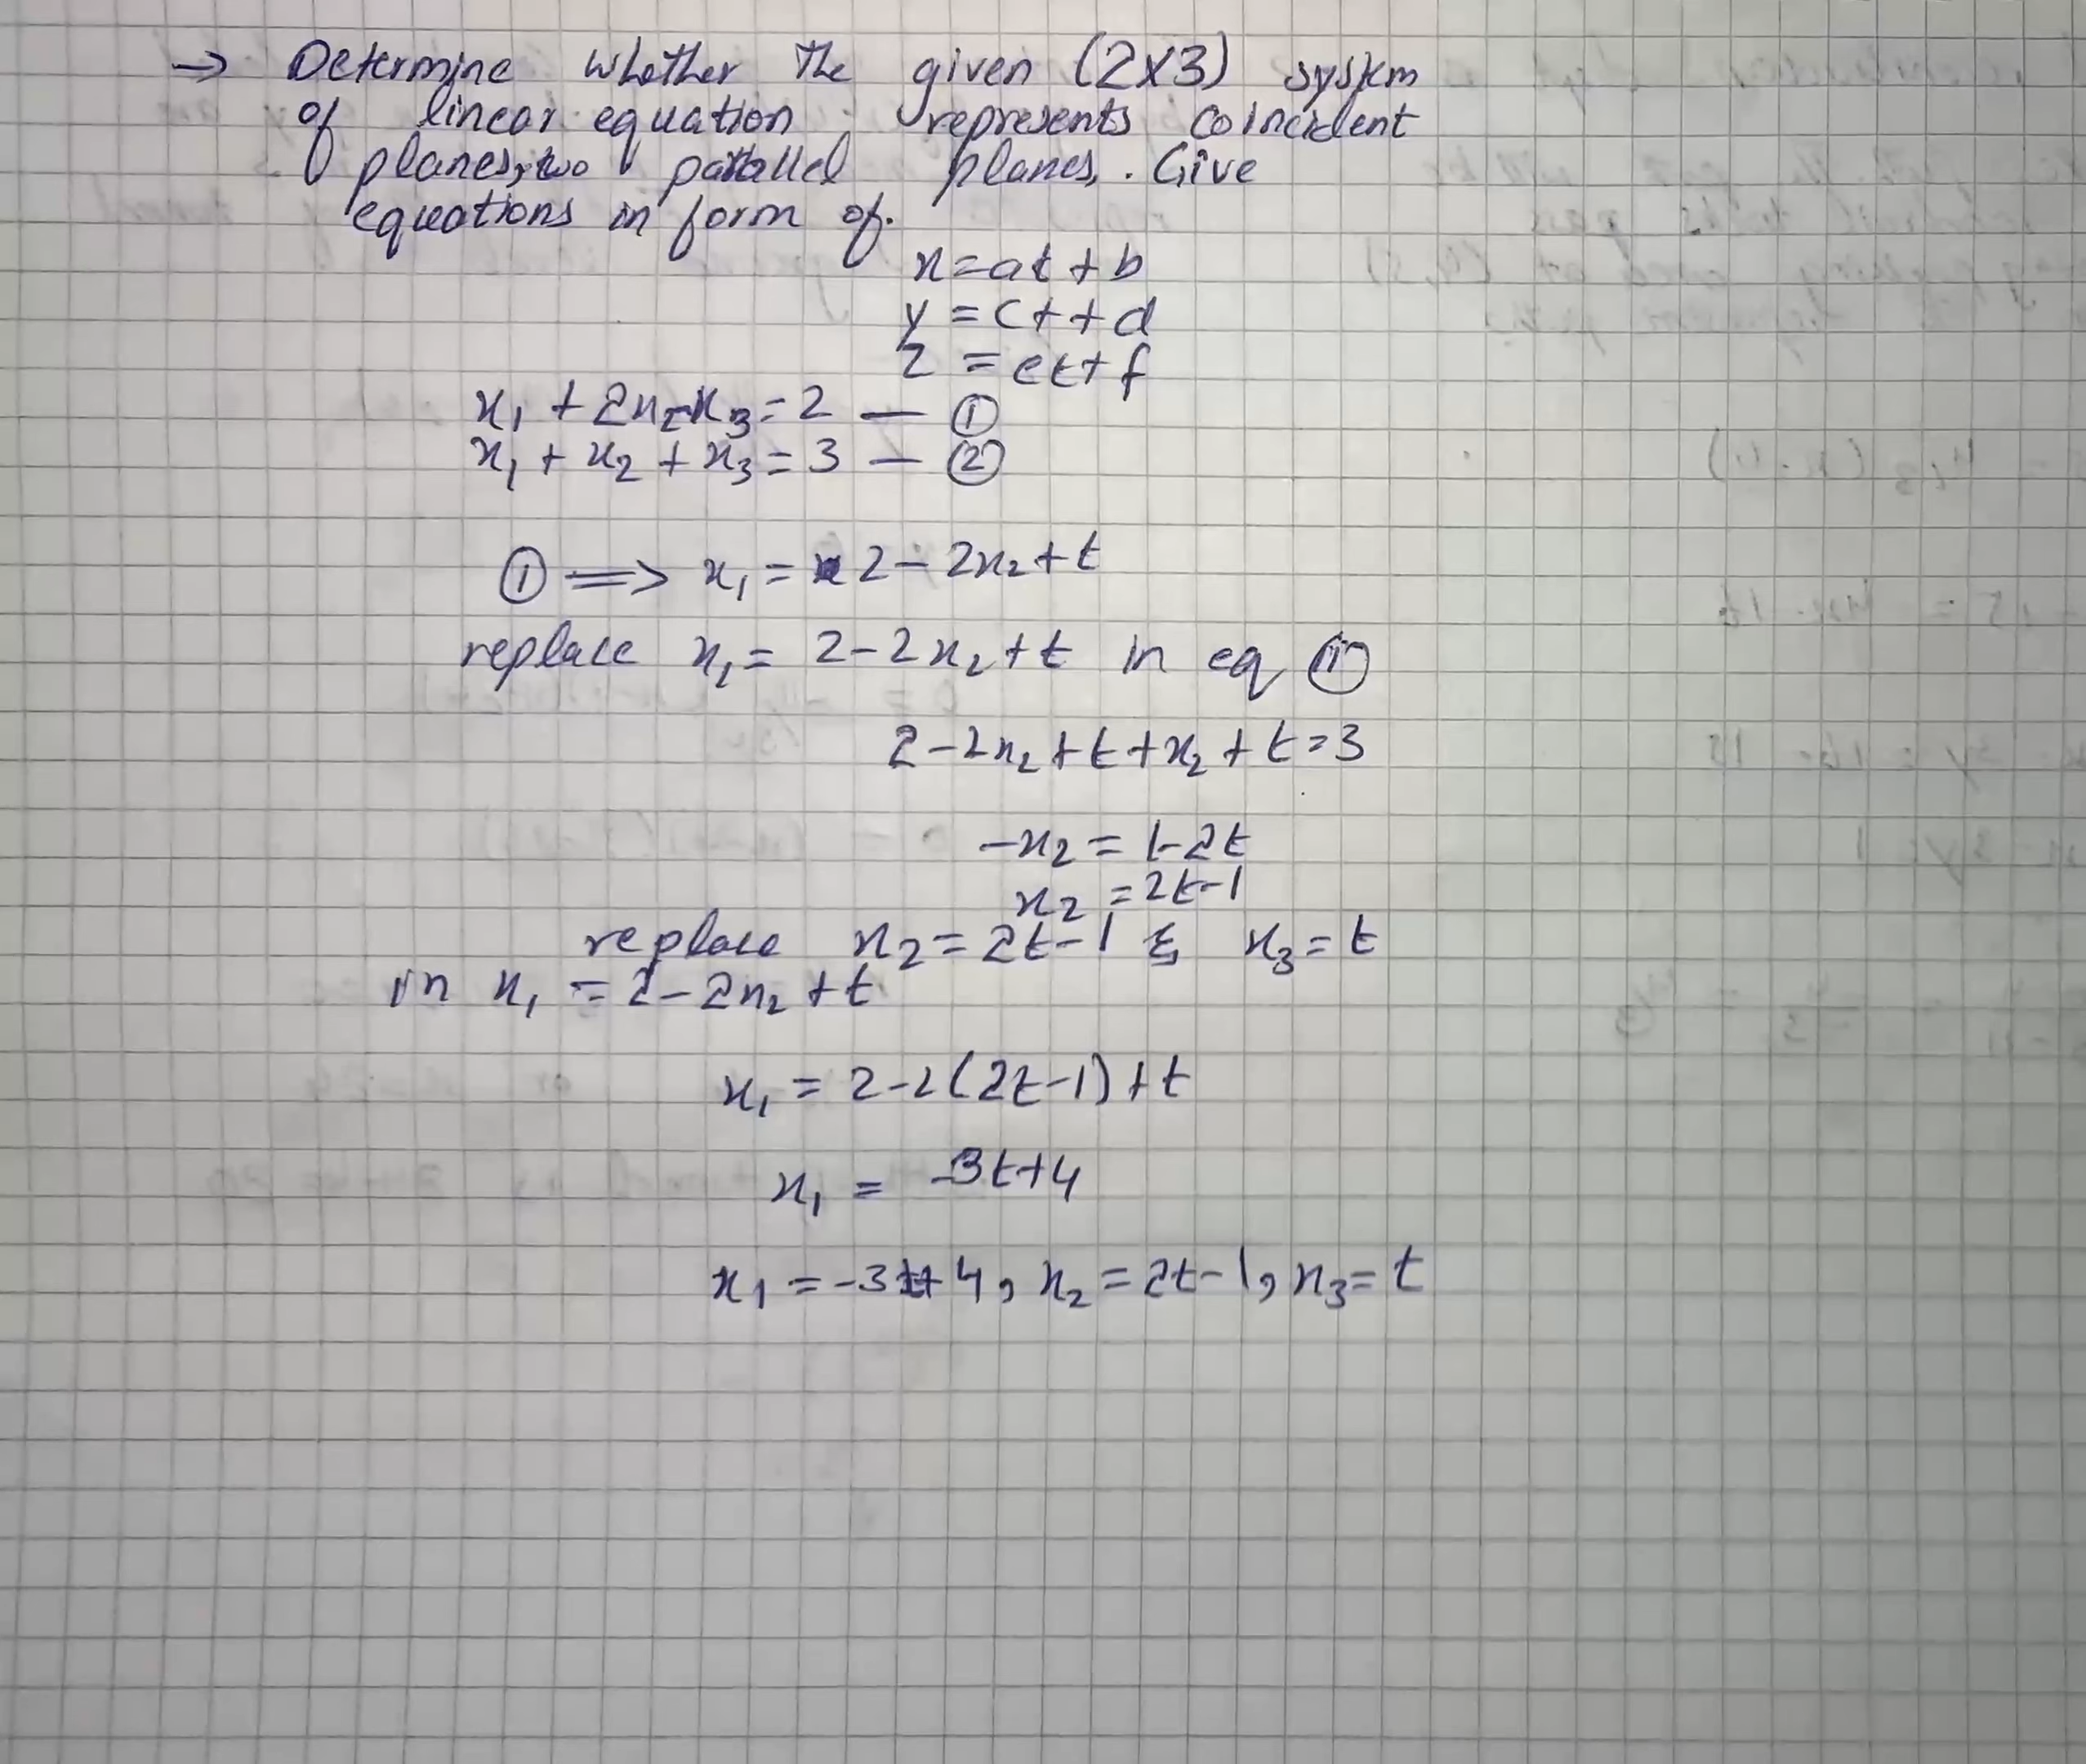 → Determine whether the given (2x3) system
of linear equation represents coincident
planes, two parallel planes. Give
equations in form of.
x=at+b
y=ct+d
z=et+f
x₁+2x₂-x₃=2 — ①
x₁+x₂+x₃=3 — ②
① ⟹ x₁= 2-2x₂+t
replace x₁= 2-2x₂+t in eq ⓘⓘ
2-2x₂+t+x₂+t=3
-x₂=1-2t
x₂=2t-1
replace x₂=2t-1 & x₃=t
in x₁=2-2x₂+t
x₁=2-2(2t-1)+t
x₁= -3t+4
x₁=-3t+4, x₂=2t-1, x₃=t